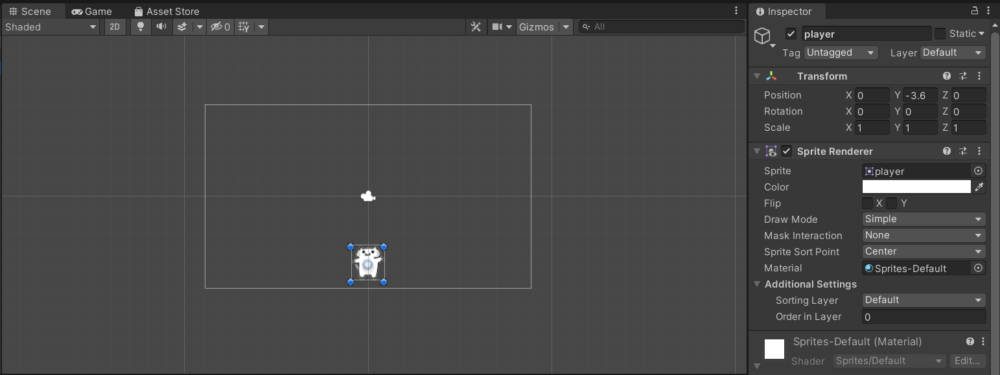 Scene Game Asset Store
Shaded 2D 0 Gizmos All
Inspector
player Static
Tag Untagged Layer Default
Transform
Position X 0 Y -3.6 Z 0
Rotation X 0 Y 0 Z 0
Scale X 1 Y 1 Z 1
Sprite Renderer
Sprite player
Color
Flip X Y
Draw Mode Simple
Mask Interaction None
Sprite Sort Point Center
Material Sprites-Default
Additional Settings
Sorting Layer Default
Order in Layer 0
Sprites-Default (Material)
Shader Sprites/Default Edit...